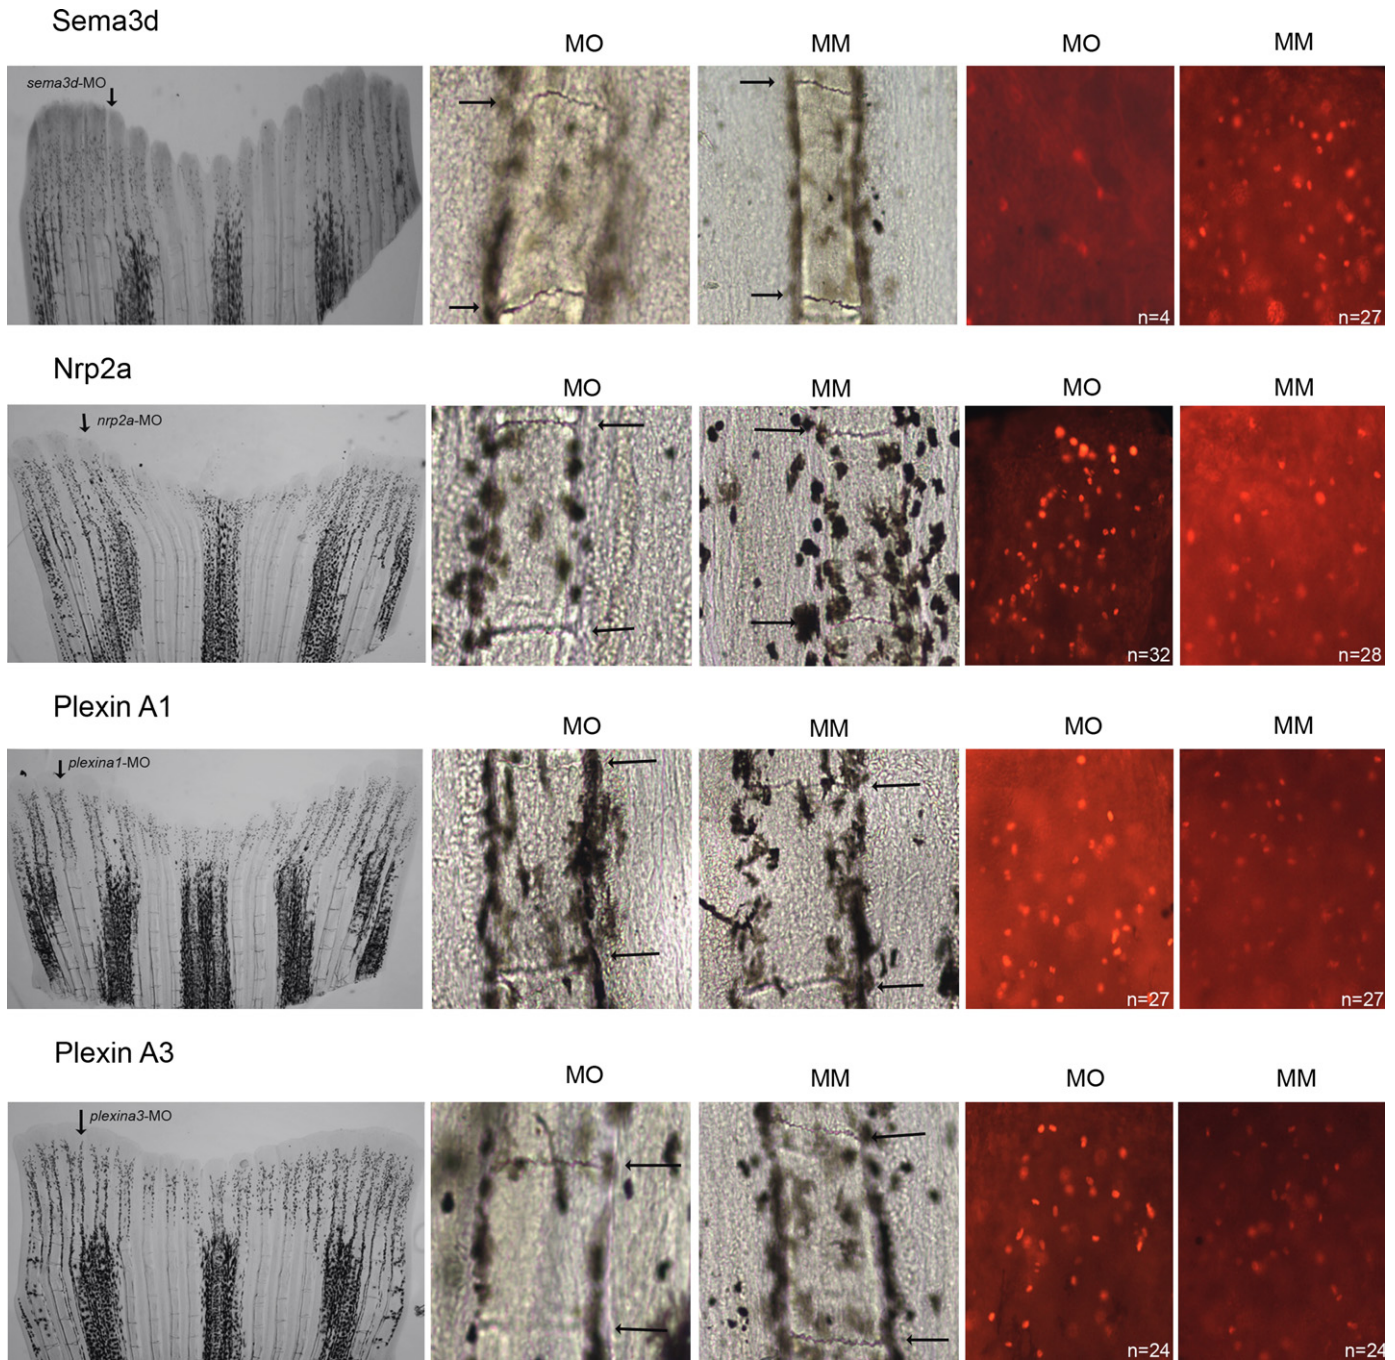 Sema3d
MO MM MO MM
sema3d-MO
n=4 n=27
Nrp2a
MO MM MO MM
nrp2a-MO
n=32 n=28
Plexin A1
MO MM MO MM
plexina1-MO
n=27 n=27
Plexin A3
MO MM MO MM
plexina3-MO
n=24 n=24